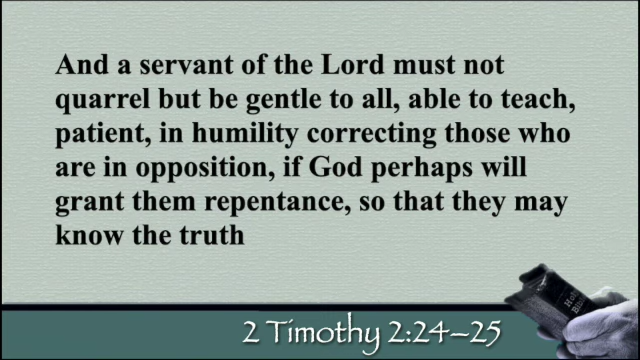 And a servant of the Lord must not
quarrel but be gentle to all, able to teach,
patient, in humility correcting those who
are in opposition, if God perhaps will
grant them repentance, so that they may
know the truth
Holy
Bible
2 Timothy 2:24–25